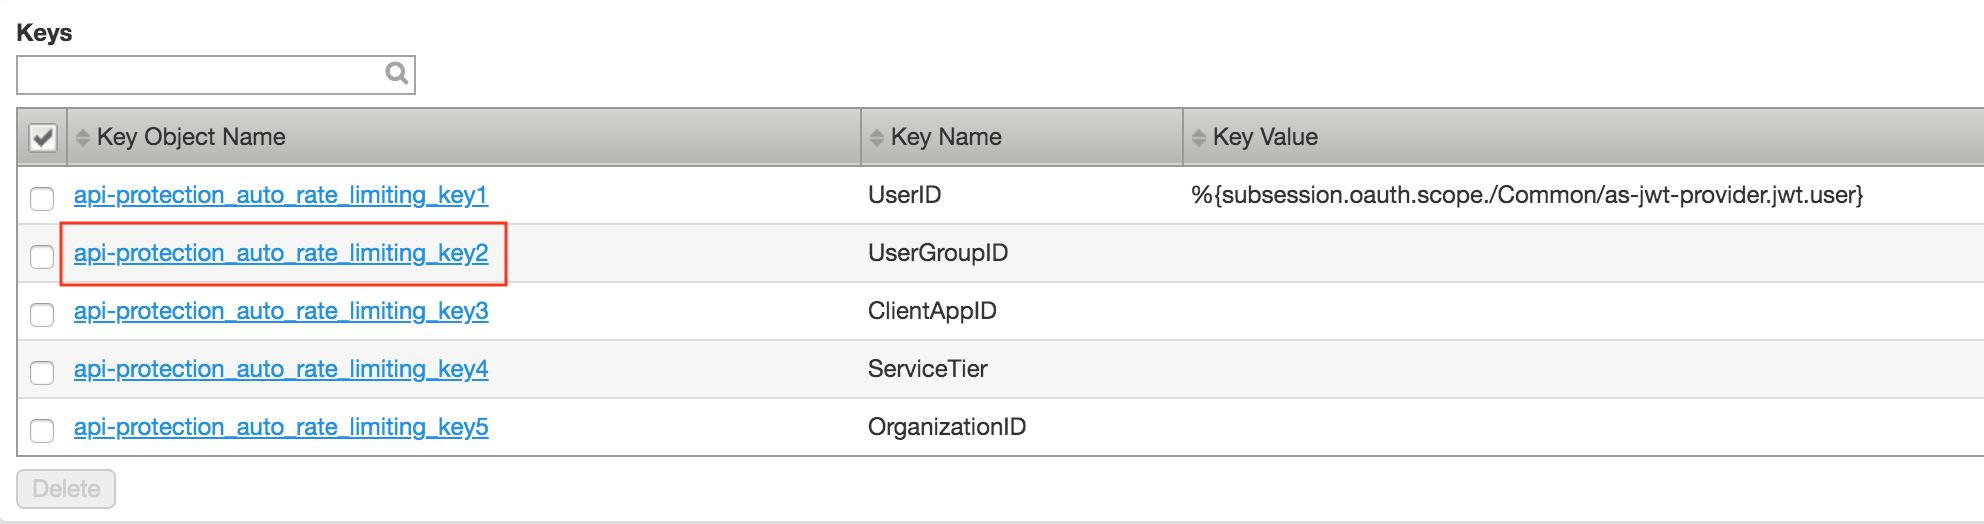 Keys
Key Object Name Key Name Key Value
api-protection_auto_rate_limiting_key1 UserID %{subsession.oauth.scope./Common/as-jwt-provider.jwt.user}
api-protection_auto_rate_limiting_key2 UserGroupID
api-protection_auto_rate_limiting_key3 ClientAppID
api-protection_auto_rate_limiting_key4 ServiceTier
api-protection_auto_rate_limiting_key5 OrganizationID
Delete